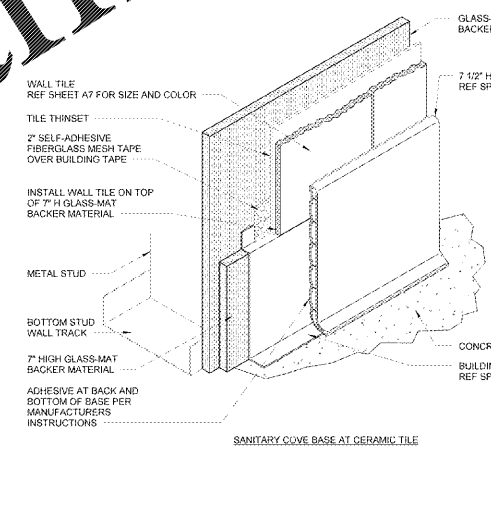 GLASS-
BACKE
WALL TILE
REF SHEET A7 FOR SIZE AND COLOR
7 1/2" H
REF SP
TILE THINSET
2" SELF-ADHESIVE
FIBERGLASS MESH TAPE
OVER BUILDING TAPE
INSTALL WALL TILE ON TOP
OF 7" H GLASS-MAT
BACKER MATERIAL
METAL STUD
BOTTOM STUD
WALL TRACK
CONCR
7" HIGH GLASS-MAT
BACKER MATERIAL
BUILDIN
REF SP
ADHESIVE AT BACK AND
BOTTOM OF BASE PER
MANUFACTURERS
INSTRUCTIONS
SANITARY COVE BASE AT CERAMIC TILE